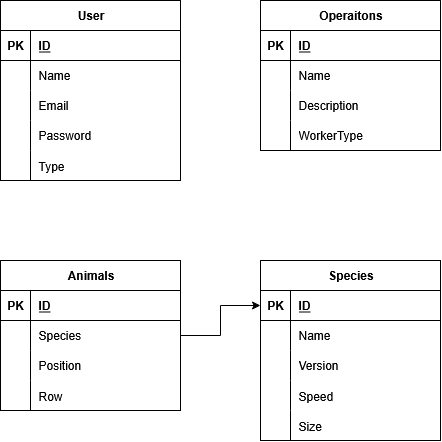 User
PK ID
Name
Email
Password
Type
Operaitons
PK ID
Name
Description
WorkerType
Animals
PK ID
Species
Position
Row
Species
PK ID
Name
Version
Speed
Size